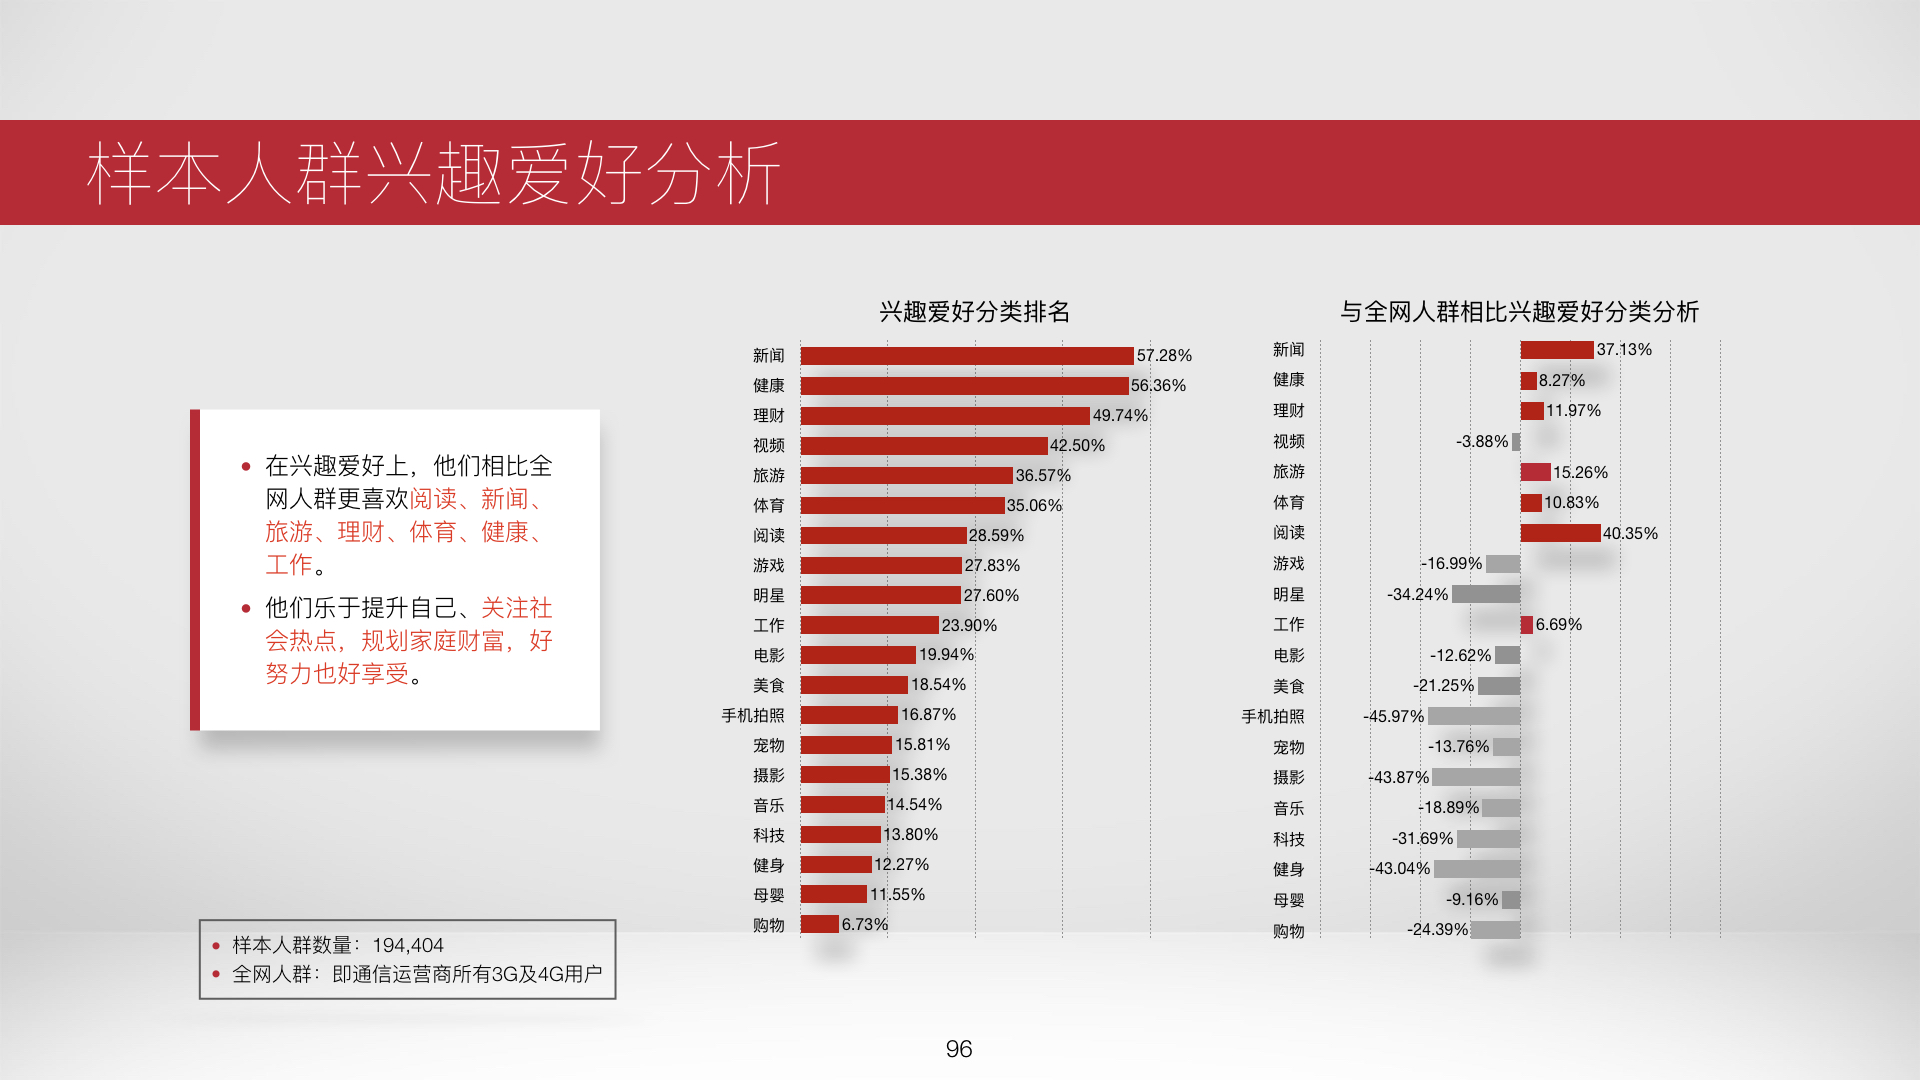 样本人群兴趣爱好分析
在兴趣爱好上，他们相比全
网人群更喜欢阅读、新闻、
旅游、理财、体育、健康、
工作。
他们乐于提升自己、关注社
会热点，规划家庭财富，好
努力也好享受。
样本人群数量：194,404
全网人群：即通信运营商所有3G及4G用户
兴趣爱好分类排名
新闻 57.28%
健康 56.36%
理财 49.74%
视频 42.50%
旅游 36.57%
体育 35.06%
阅读 28.59%
游戏 27.83%
明星 27.60%
工作 23.90%
电影 19.94%
美食 18.54%
手机拍照 16.87%
宠物 15.81%
摄影 15.38%
音乐 14.54%
科技 13.80%
健身 12.27%
母婴 11.55%
购物 6.73%
与全网人群相比兴趣爱好分类分析
新闻 37.13%
健康 8.27%
理财 11.97%
视频 -3.88%
旅游 15.26%
体育 10.83%
阅读 40.35%
游戏 -16.99%
明星 -34.24%
工作 6.69%
电影 -12.62%
美食 -21.25%
手机拍照 -45.97%
宠物 -13.76%
摄影 -43.87%
音乐 -18.89%
科技 -31.69%
健身 -43.04%
母婴 -9.16%
购物 -24.39%
96